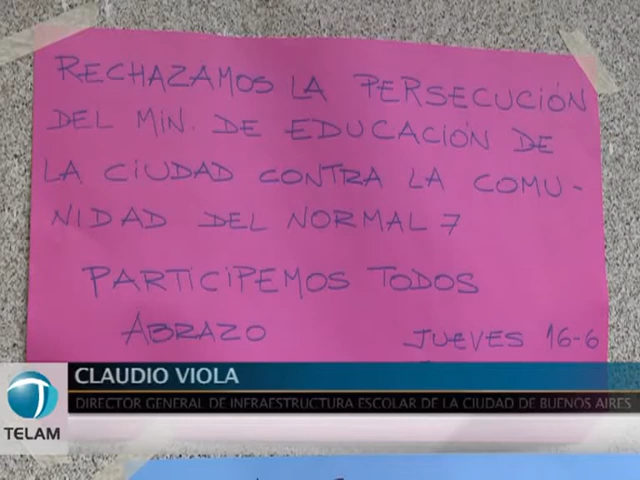 RECHAZAMOS LA PERSECUCIÓN
DEL MIN. DE EDUCACIÓN DE
LA CIUDAD CONTRA LA COMU-
NIDAD DEL NORMAL 7
PARTICIPEMOS TODOS
ABRAZO JUEVES 16-6
CLAUDIO VIOLA
DIRECTOR GENERAL DE INFRAESTRUCTURA ESCOLAR DE LA CIUDAD DE BUENOS AIRES
TELAM